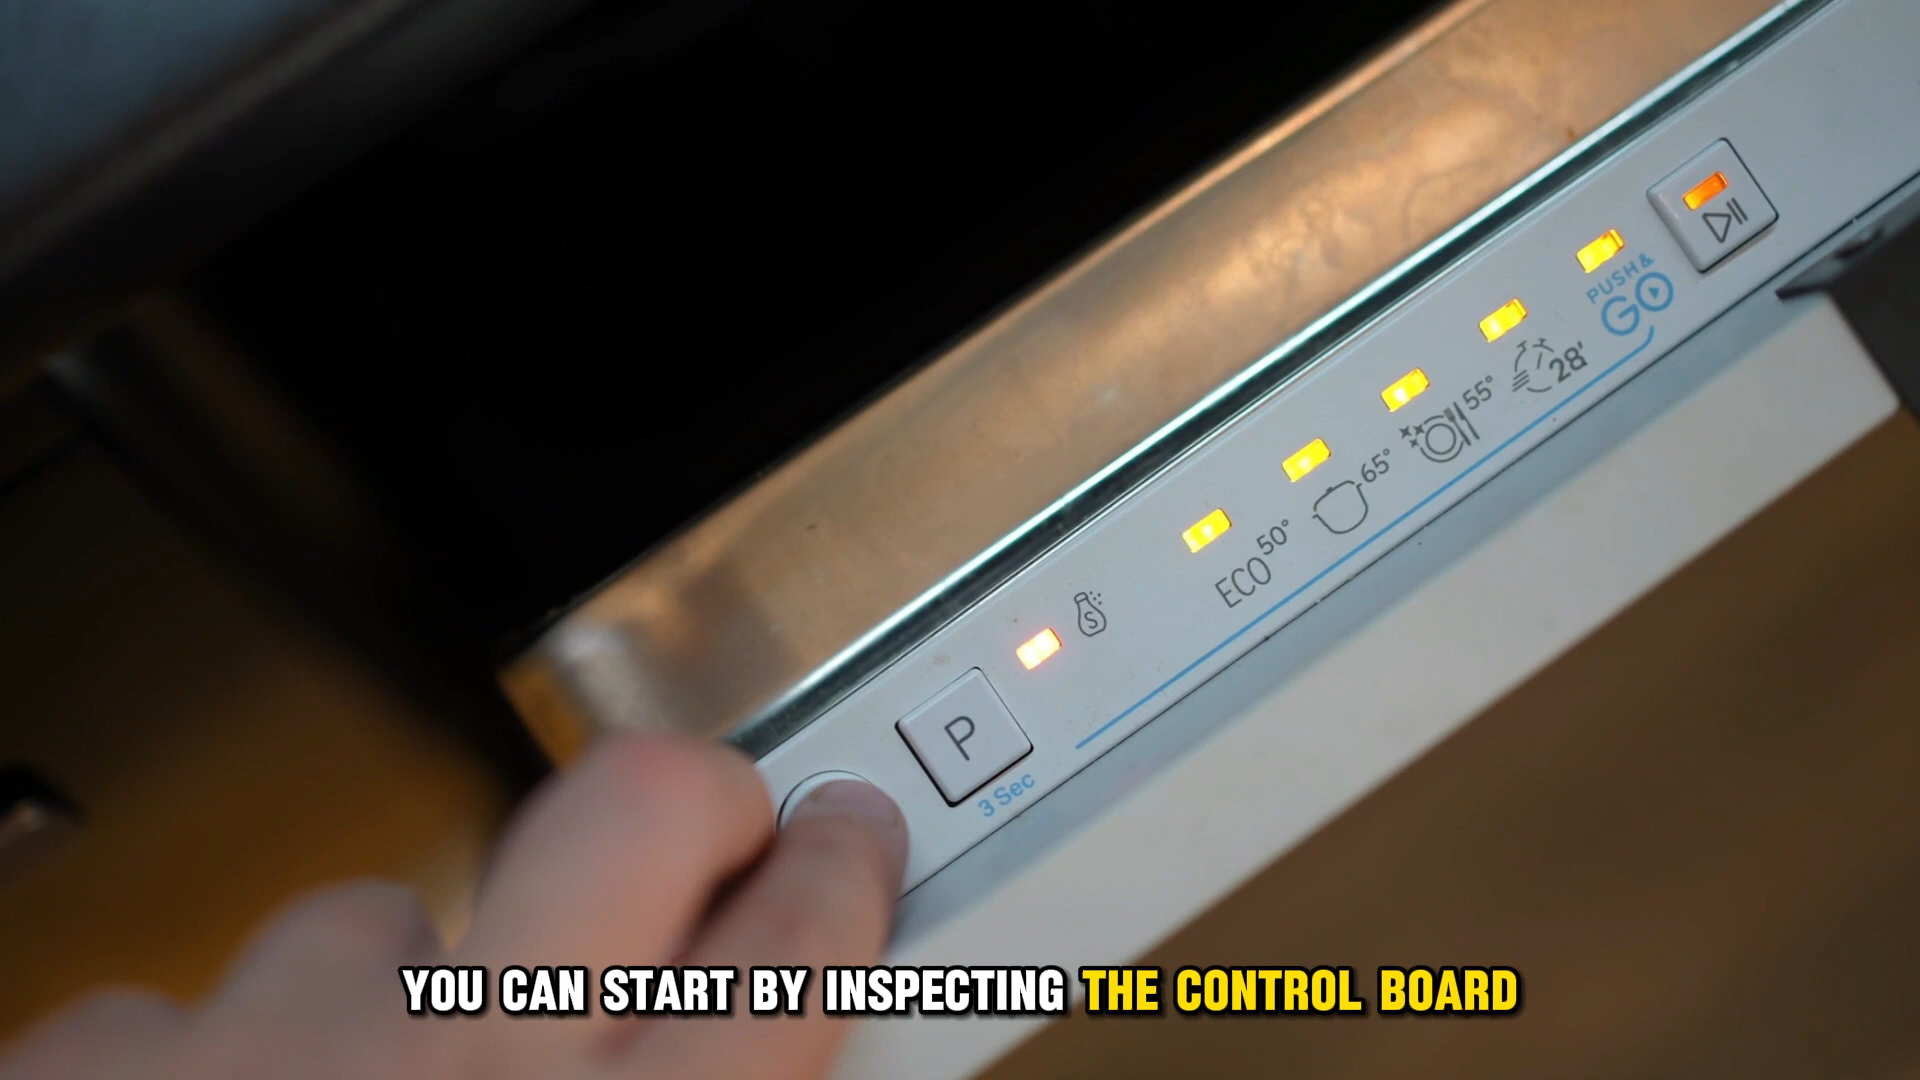 PUSH &
GO
28'
55°
65°
ECO 50°
S
P
3 Sec
YOU CAN START BY INSPECTING THE CONTROL BOARD